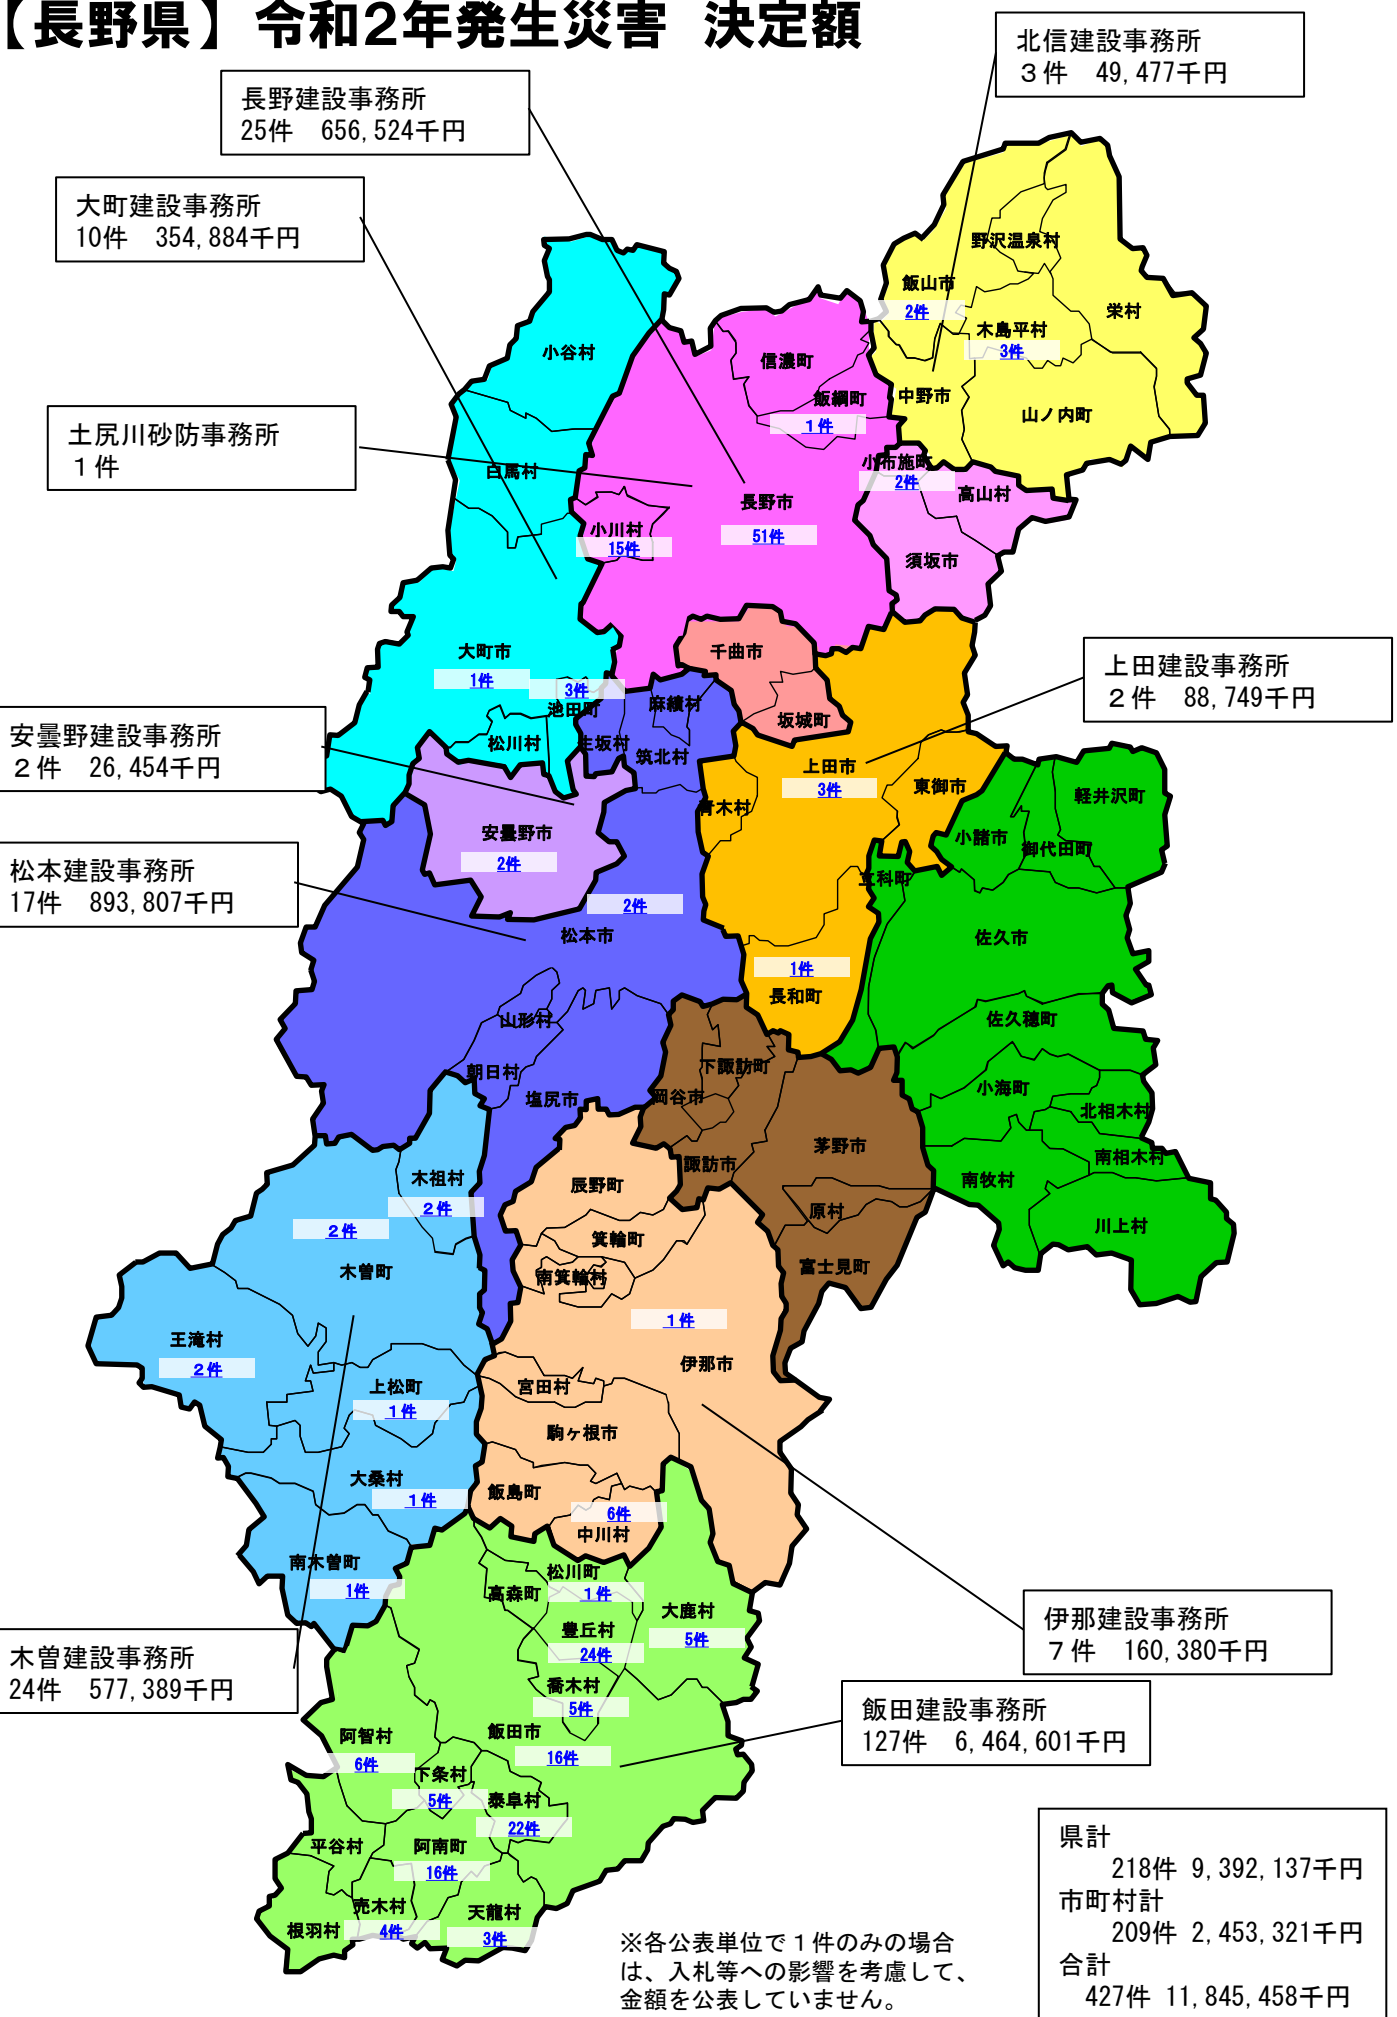 【長野県】 令和2年発生災害 決定額
北信建設事務所
３件　49,477千円
長野建設事務所
25件　656,524千円
大町建設事務所
10件　354,884千円
土尻川砂防事務所
１件
上田建設事務所
２件　88,749千円
安曇野建設事務所
２件　26,454千円
松本建設事務所
17件　893,807千円
野沢温泉村
飯山市
2件
栄村
木島平村
3件
中野市
山ノ内町
小谷村
信濃町
飯綱町
１件
白馬村
小布施町
2件
高山村
長野市
51件
小川村
15件
須坂市
大町市
1件
3件
池田町
松川村
千曲市
坂城町
麻績村
生坂村
筑北村
上田市
3件
東御市
青木村
軽井沢町
小諸市
御代田町
安曇野市
2件
立科町
2件
松本市
佐久市
1件
長和町
山形村
佐久穂町
朝日村
塩尻市
下諏訪町
岡谷市
小海町
北相木村
諏訪市
茅野市
南相木村
南牧村
原村
川上村
富士見町
木祖村
２件
２件
木曽町
辰野町
箕輪町
南箕輪村
１件
伊那市
王滝村
２件
上松町
１件
宮田村
駒ヶ根市
大桑村
１件
飯島町
6件
中川村
南木曽町
1件
松川町
１件
高森町
大鹿村
5件
豊丘村
24件
喬木村
5件
飯田市
16件
阿智村
6件
下条村
5件
泰阜村
22件
平谷村
阿南町
16件
売木村
4件
根羽村
天龍村
3件
木曽建設事務所
24件　577,389千円
伊那建設事務所
７件　160,380千円
飯田建設事務所
127件　6,464,601千円
県計
218件 9,392,137千円
市町村計
209件 2,453,321千円
合計
427件 11,845,458千円
※各公表単位で１件のみの場合
は、入札等への影響を考慮して、
金額を公表していません。